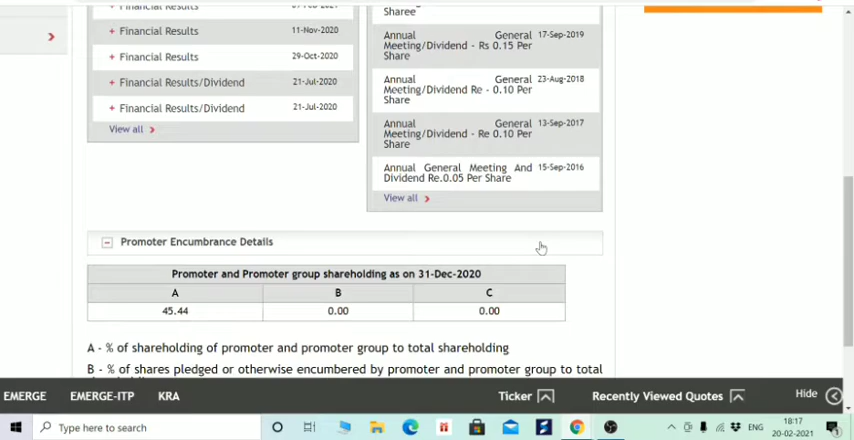 + Financial Results
Sharee
+ Financial Results 11-Nov-2020
+ Financial Results 29-Oct-2020
+ Financial Results/Dividend 21-Jul-2020
+ Financial Results/Dividend 21-Jul-2020
View all
Annual General 17-Sep-2019
Meeting/Dividend - Rs 0.15 Per
Share
Annual General 23-Aug-2018
Meeting/Dividend Re - 0.10 Per
Share
Annual General 13-Sep-2017
Meeting/Dividend - Re 0.10 Per
Share
Annual General Meeting And 15-Sep-2016
Dividend Re.0.05 Per Share
View all
Promoter Encumbrance Details
Promoter and Promoter group shareholding as on 31-Dec-2020
A B C
45.44 0.00 0.00
A - % of shareholding of promoter and promoter group to total shareholding
B - % of shares pledged or otherwise encumbered by promoter and promoter group to total
EMERGE EMERGE-ITP KRA Ticker Recently Viewed Quotes Hide
Type here to search ENG 18:17
20-02-2021